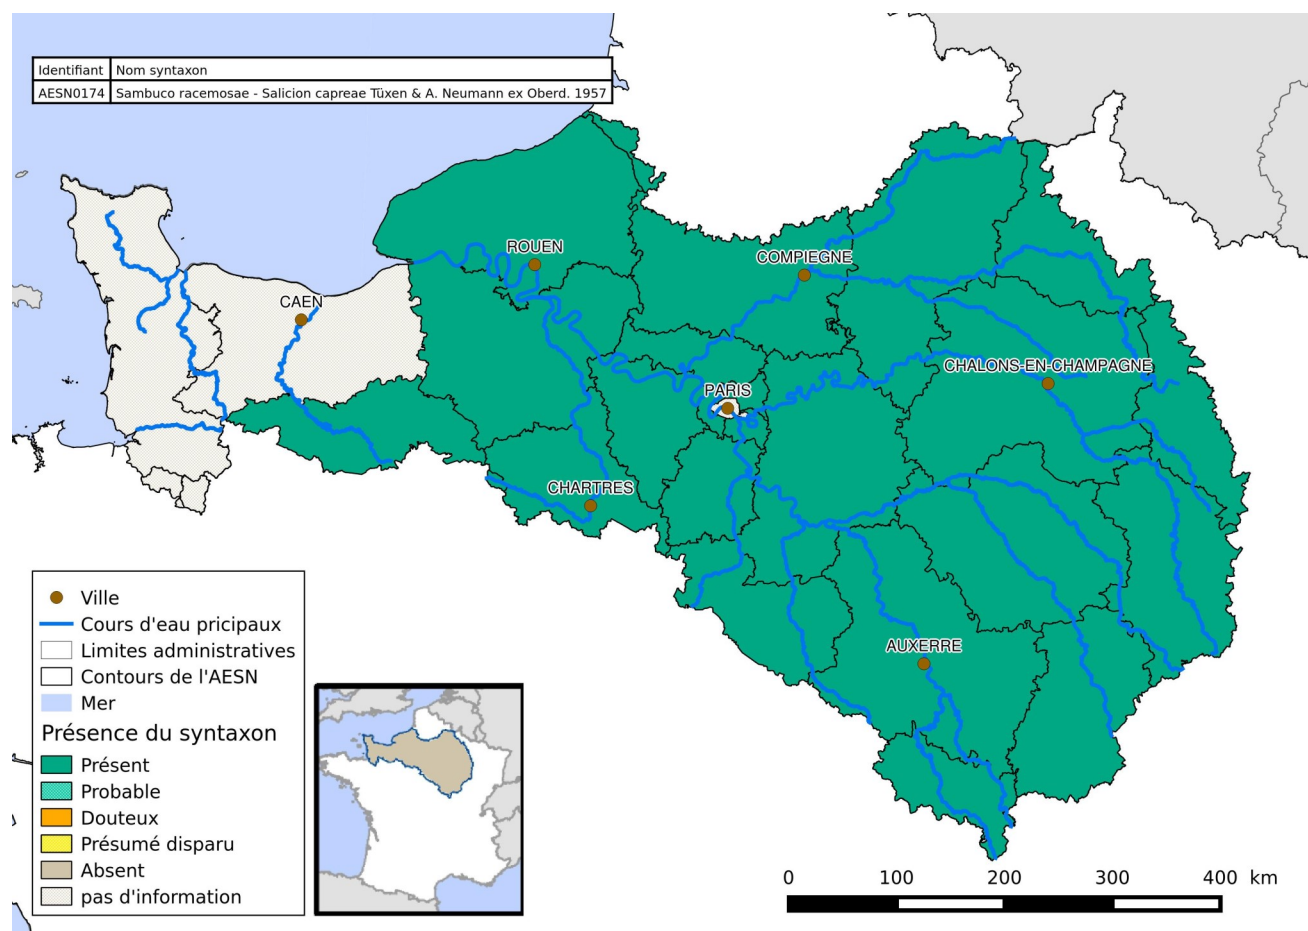 Identifiant Nom syntaxon
AESN0174 Sambuco racemosae - Salicion capreae Tüxen & A. Neumann ex Oberd. 1957
ROUEN
COMPIEGNE
CAEN
CHALONS-EN-CHAMPAGNE
PARIS
CHARTRES
AUXERRE
Ville
Cours d'eau pricipaux
Limites administratives
Contours de l'AESN
Mer
Présence du syntaxon
Présent
Probable
Douteux
Présumé disparu
Absent
pas d'information
0 100 200 300 400 km